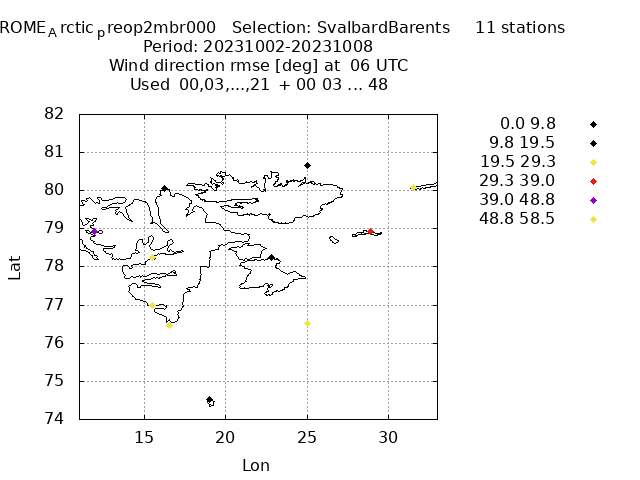 ROME_A rctic_p reop2mbr000 Selection: SvalbardBarents 11 stations
Period: 20231002-20231008
Wind direction rmse [deg] at 06 UTC
Used 00,03,...,21 + 00 03 ... 48
82
81
80
79
78
77
76
75
74
15 20 25 30
Lat
Lon
0.0 9.8
9.8 19.5
19.5 29.3
29.3 39.0
39.0 48.8
48.8 58.5